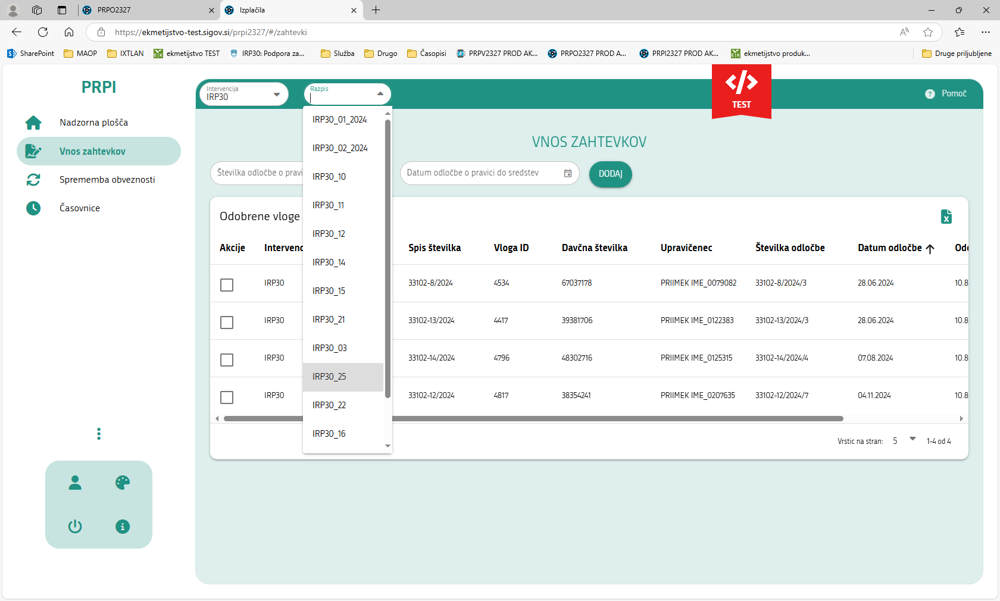 PRPO2327
Izplačila
https://ekmetijstvo-test.sigov.si/prpi2327/#/zahtevki
SharePoint
MAOP
IXTLAN
ekmetijstvo TEST
IRP30: Podpora za...
Služba
Drugo
Časopisi
PRPV2327 PROD AK...
PRPO2327 PROD A...
PRPI2327 PROD AK...
ekmetijstvo produk...
Druge priljubljene
PRPI
Nadzorna plošča
Vnos zahtevkov
Sprememba obveznosti
Časovnice
Intervencija
IRP30
Razpis
</>
TEST
Pomoč
IRP30_01_2024
IRP30_02_2024
IRP30_10
IRP30_11
IRP30_12
IRP30_14
IRP30_15
IRP30_21
IRP30_03
IRP30_25
IRP30_22
IRP30_16
VNOS ZAHTEVKOV
Številka odločbe o pravi
Datum odločbe o pravici do sredstev
DODAJ
Odobrene vloge
Akcije Intervenc Spis številka Vloga ID Davčna številka Upravičenec Številka odločbe Datum odločbe Od
IRP30 33102-8/2024 4534 67037178 PRIIMEK IME_0079082 33102-8/2024/3 28.06.2024 10.8
IRP30 33102-13/2024 4417 39381706 PRIIMEK IME_0122383 33102-13/2024/3 28.06.2024 10.8
IRP30 33102-14/2024 4796 48302716 PRIIMEK IME_0125315 33102-14/2024/4 07.08.2024 10.8
IRP30 33102-12/2024 4817 38354241 PRIIMEK IME_0207635 33102-12/2024/7 04.11.2024 10.8
Vrstic na stran: 5 1-4 od 4